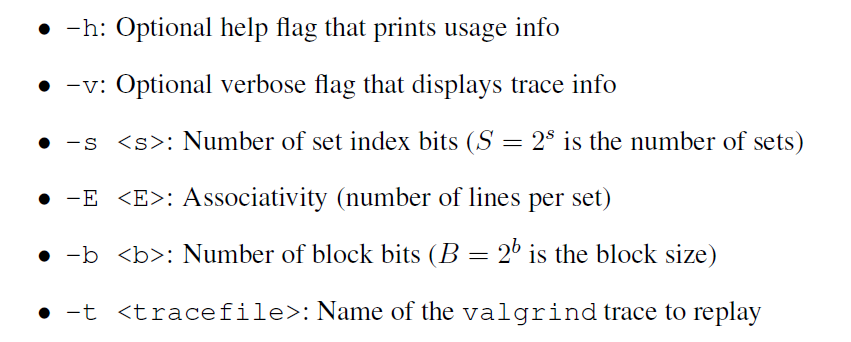 • -h: Optional help flag that prints usage info
• -v: Optional verbose flag that displays trace info
• -s <s>: Number of set index bits (S = 2^s is the number of sets)
• -E <E>: Associativity (number of lines per set)
• -b <b>: Number of block bits (B = 2^b is the block size)
• -t <tracefile>: Name of the valgrind trace to replay